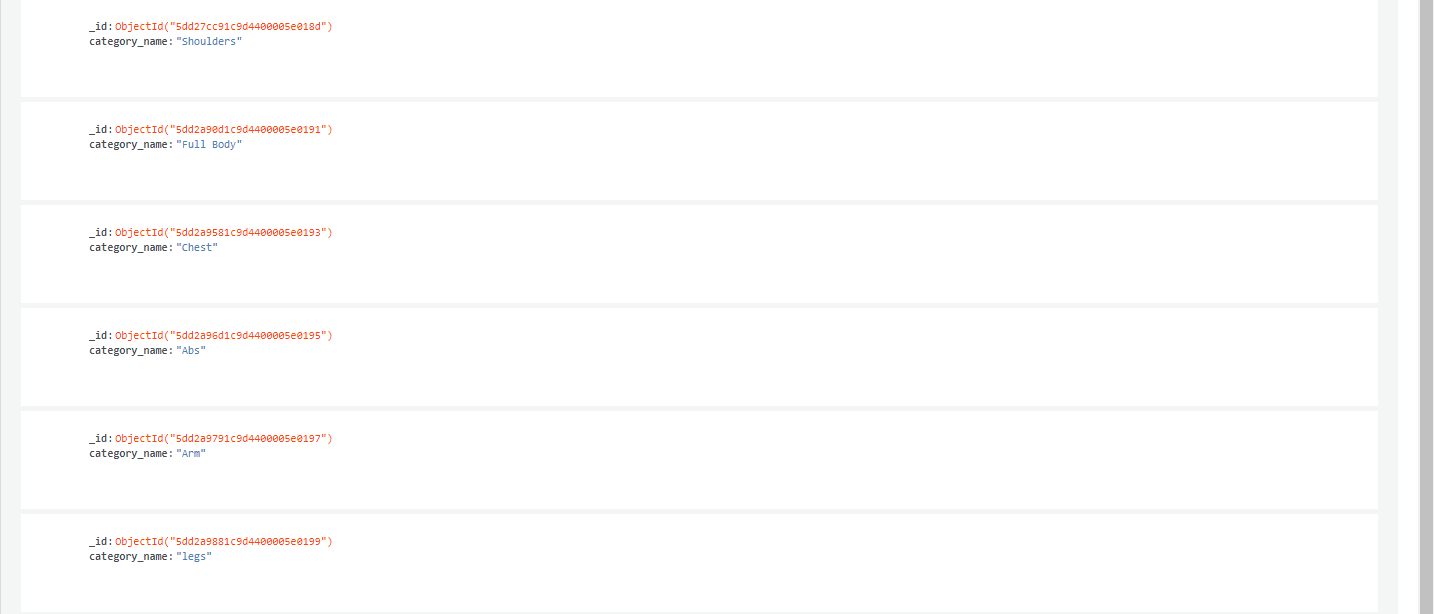 _id: ObjectId("5dd27cc91c9d4400005e018d")
category_name: "Shoulders"
_id: ObjectId("5dd2a90d1c9d4400005e0191")
category_name: "Full Body"
_id: ObjectId("5dd2a9581c9d4400005e0193")
category_name: "Chest"
_id: ObjectId("5dd2a96d1c9d4400005e0195")
category_name: "Abs"
_id: ObjectId("5dd2a9791c9d4400005e0197")
category_name: "Arm"
_id: ObjectId("5dd2a9881c9d4400005e0199")
category_name: "legs"